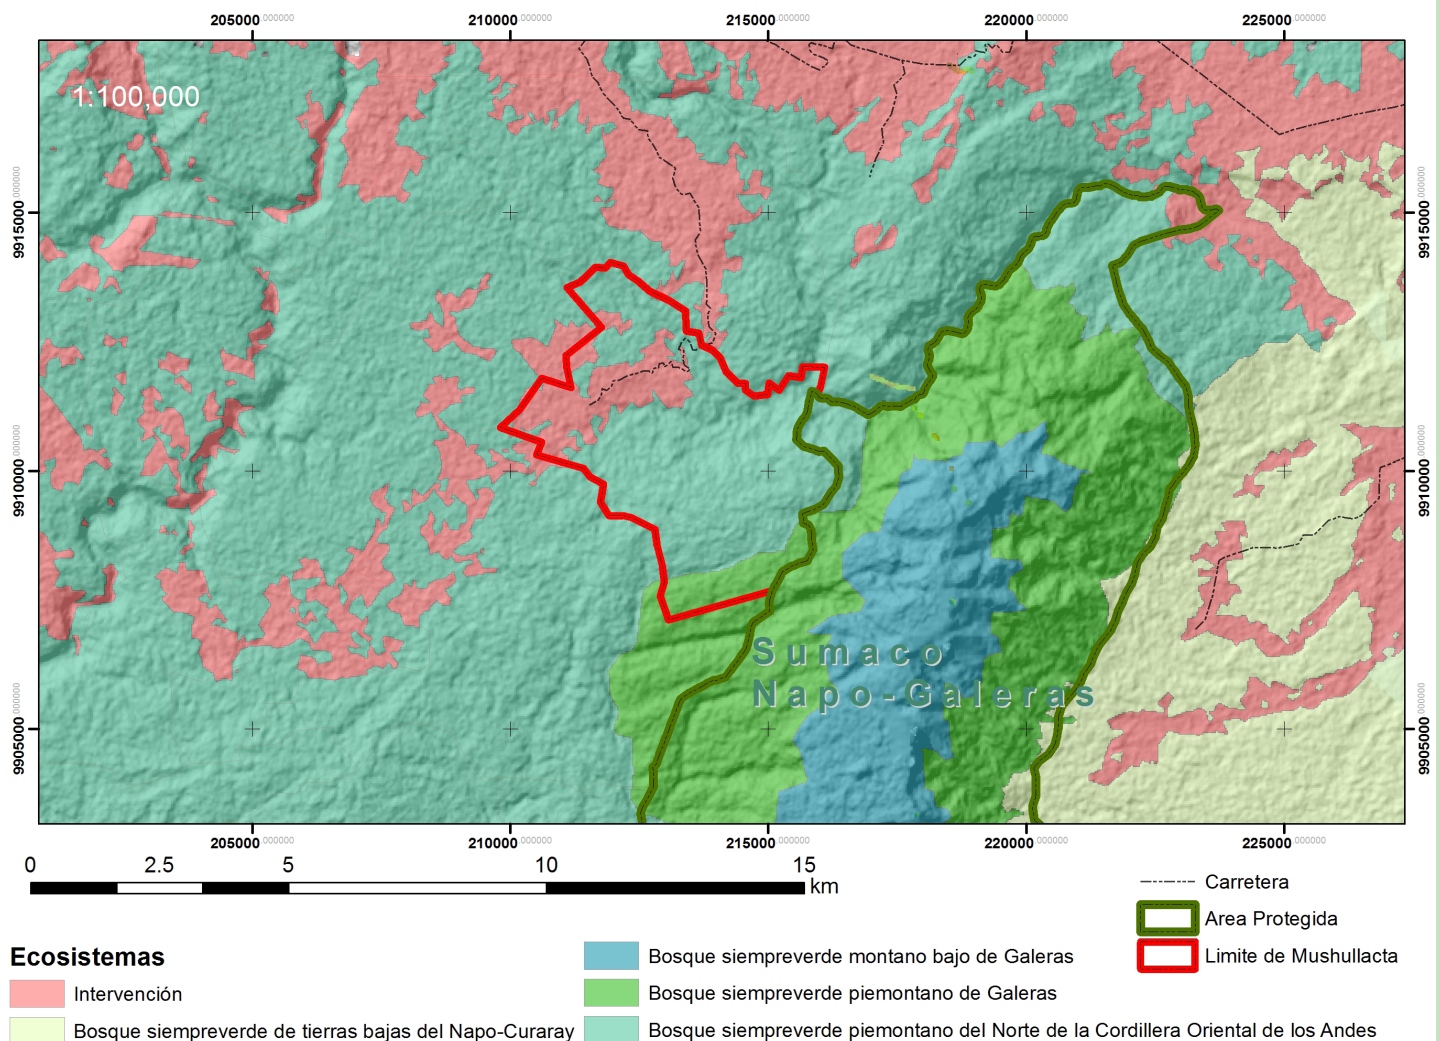 205000.000000 210000.000000 215000.000000 220000.000000 225000.000000
1:100,000
9915000.000000 9915000.000000
9910000.000000 9910000.000000
9905000.000000 9905000.000000
Sumaco
Napo-Galeras
205000.000000 210000.000000 215000.000000 220000.000000 225000.000000
0 2.5 5 10 15
km
Carretera
Area Protegida
Limite de Mushullacta
Ecosistemas
Intervención
Bosque siempreverde de tierras bajas del Napo-Curaray
Bosque siempreverde montano bajo de Galeras
Bosque siempreverde piemontano de Galeras
Bosque siempreverde piemontano del Norte de la Cordillera Oriental de los Andes